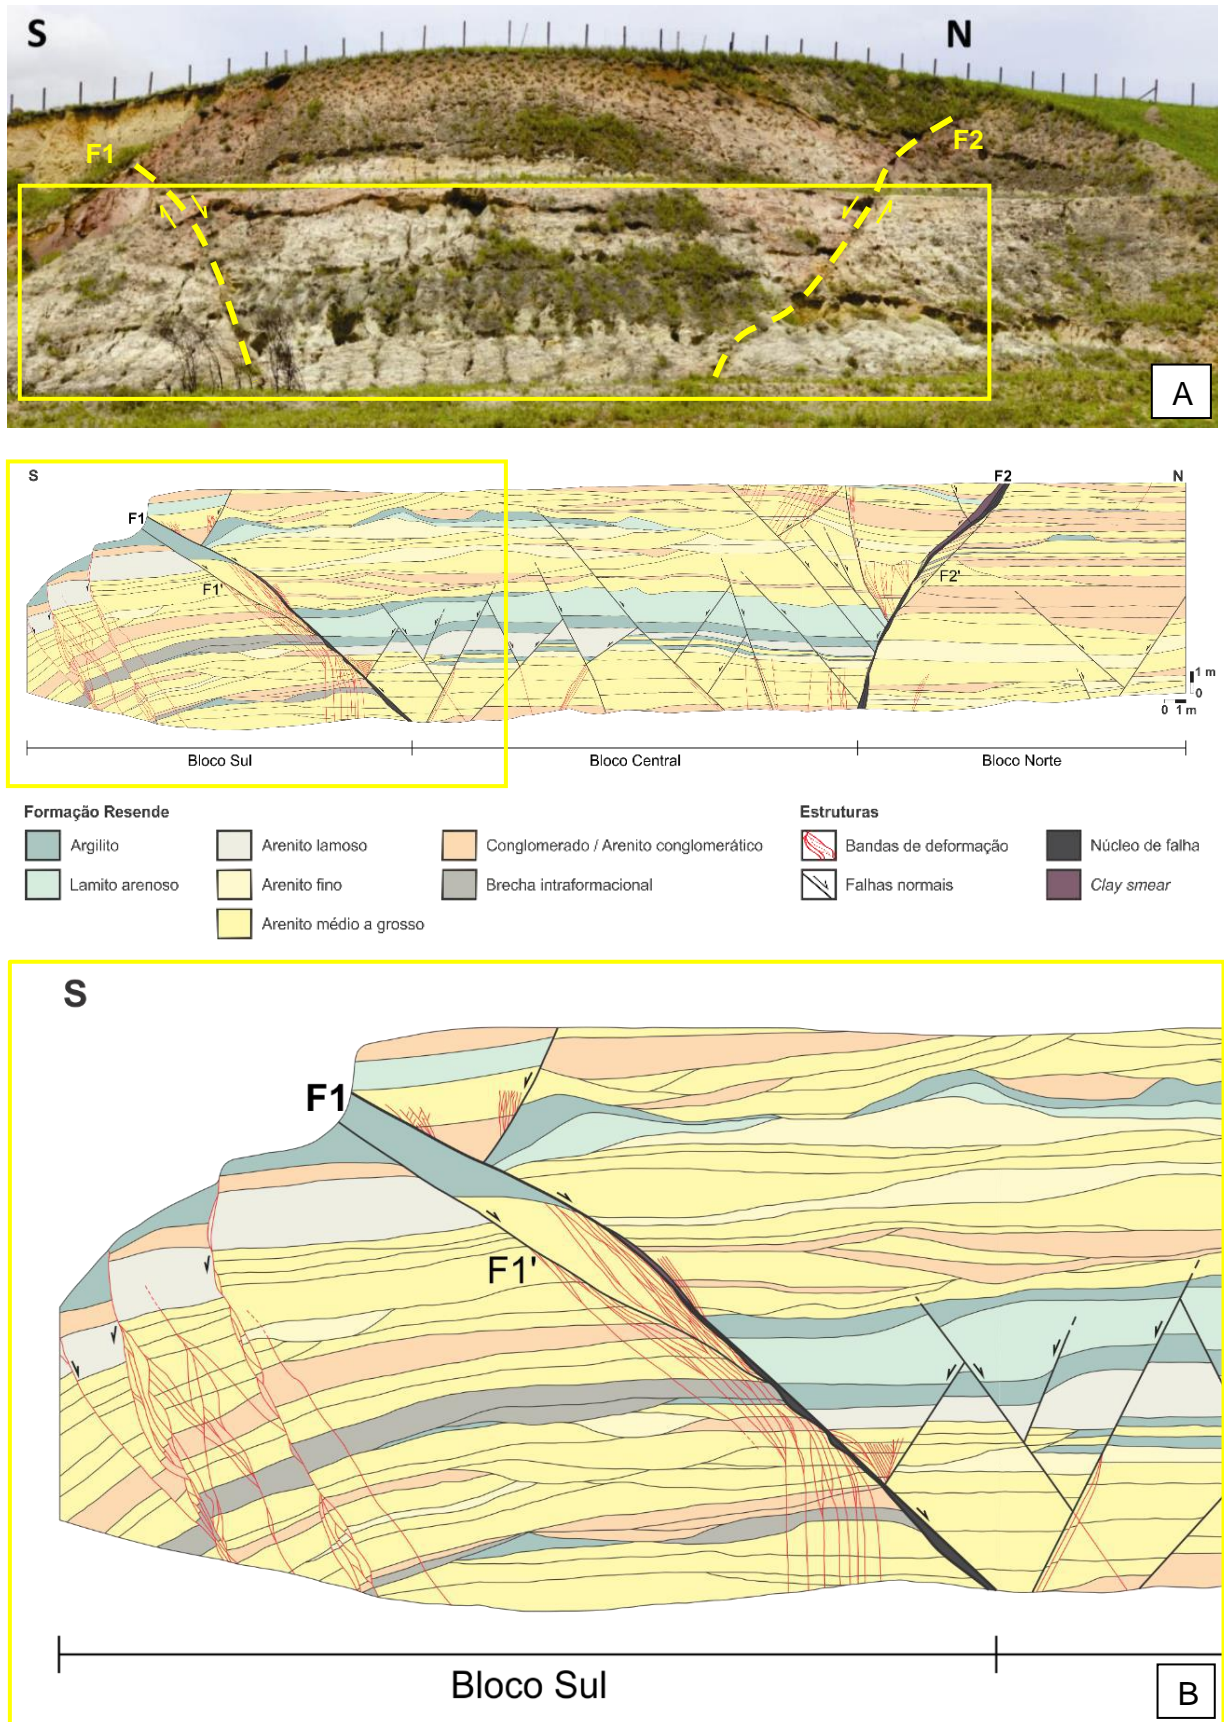 S
N
F1
F2
A
S
F2
N
F1
F1'
F2'
1 m
0
0 1 m
Bloco Sul
Bloco Central
Bloco Norte
Formação Resende
Estruturas
Argilito
Arenito lamoso
Conglomerado / Arenito conglomerático
Bandas de deformação
Núcleo de falha
Lamito arenoso
Arenito fino
Brecha intraformacional
Falhas normais
Clay smear
Arenito médio a grosso
S
F1
F1'
Bloco Sul
B